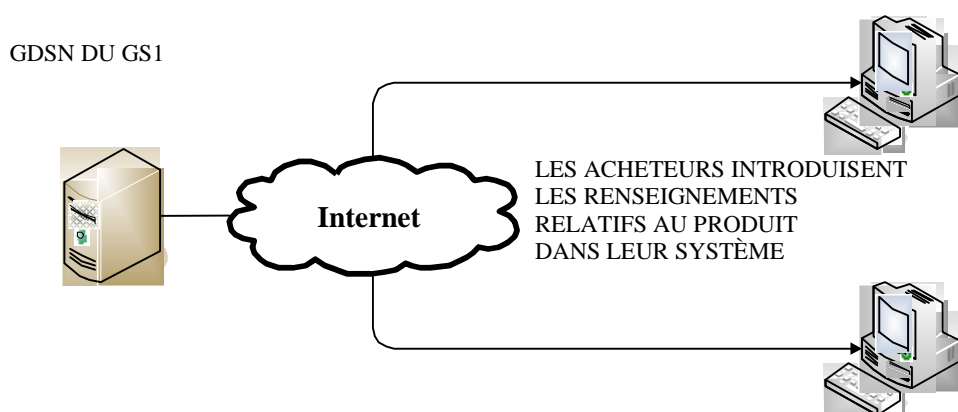 GDSN DU GS1
LES ACHETEURS INTRODUISENT
LES RENSEIGNEMENTS
RELATIFS AU PRODUIT
DANS LEUR SYSTÈME
Internet